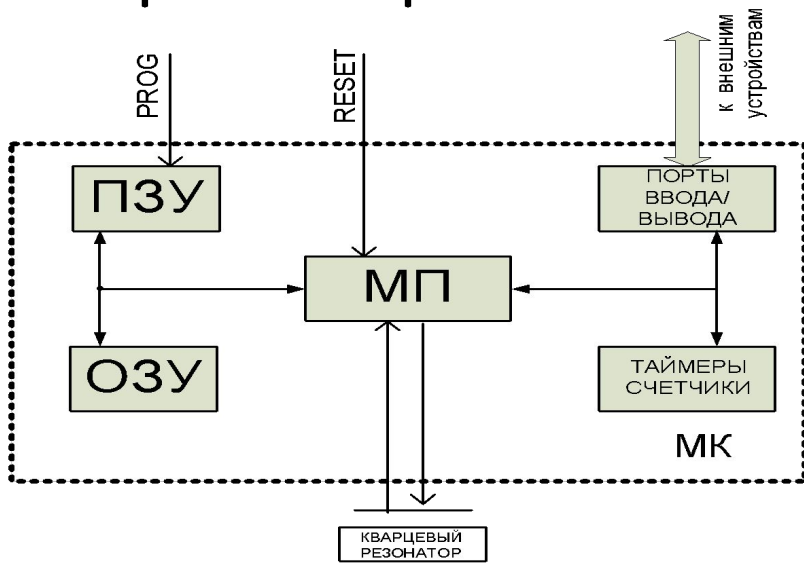 PROG
RESET
к внешним
устройствам
ПЗУ
ПОРТЫ
ВВОДА/
ВЫВОДА
МП
ОЗУ
ТАЙМЕРЫ
СЧЕТЧИКИ
МК
КВАРЦЕВЫЙ
РЕЗОНАТОР